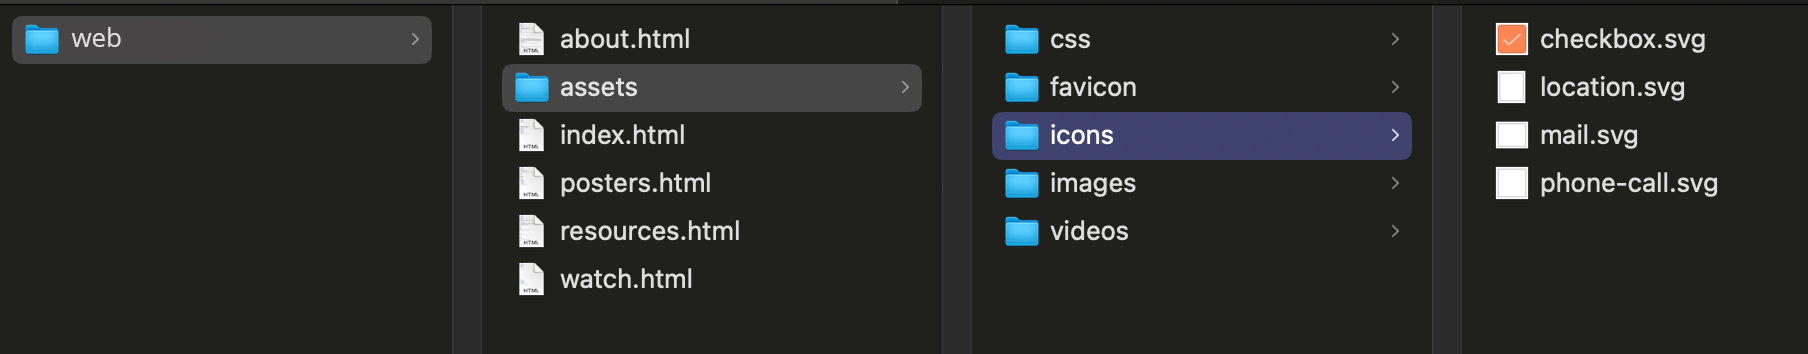 web
about.html
assets
index.html
posters.html
resources.html
watch.html
css
favicon
icons
images
videos
checkbox.svg
location.svg
mail.svg
phone-call.svg